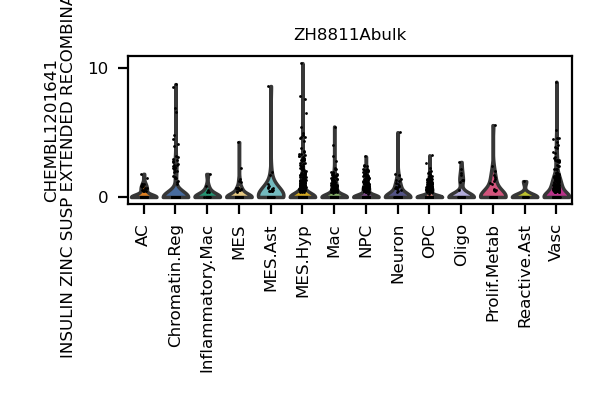 ZH8811Abulk
CHEMBL1201641
INSULIN ZINC SUSP EXTENDED RECOMBINA
10
0
AC
Chromatin.Reg
Inflammatory.Mac
MES
MES.Ast
MES.Hyp
Mac
NPC
Neuron
OPC
Oligo
Prolif.Metab
Reactive.Ast
Vasc